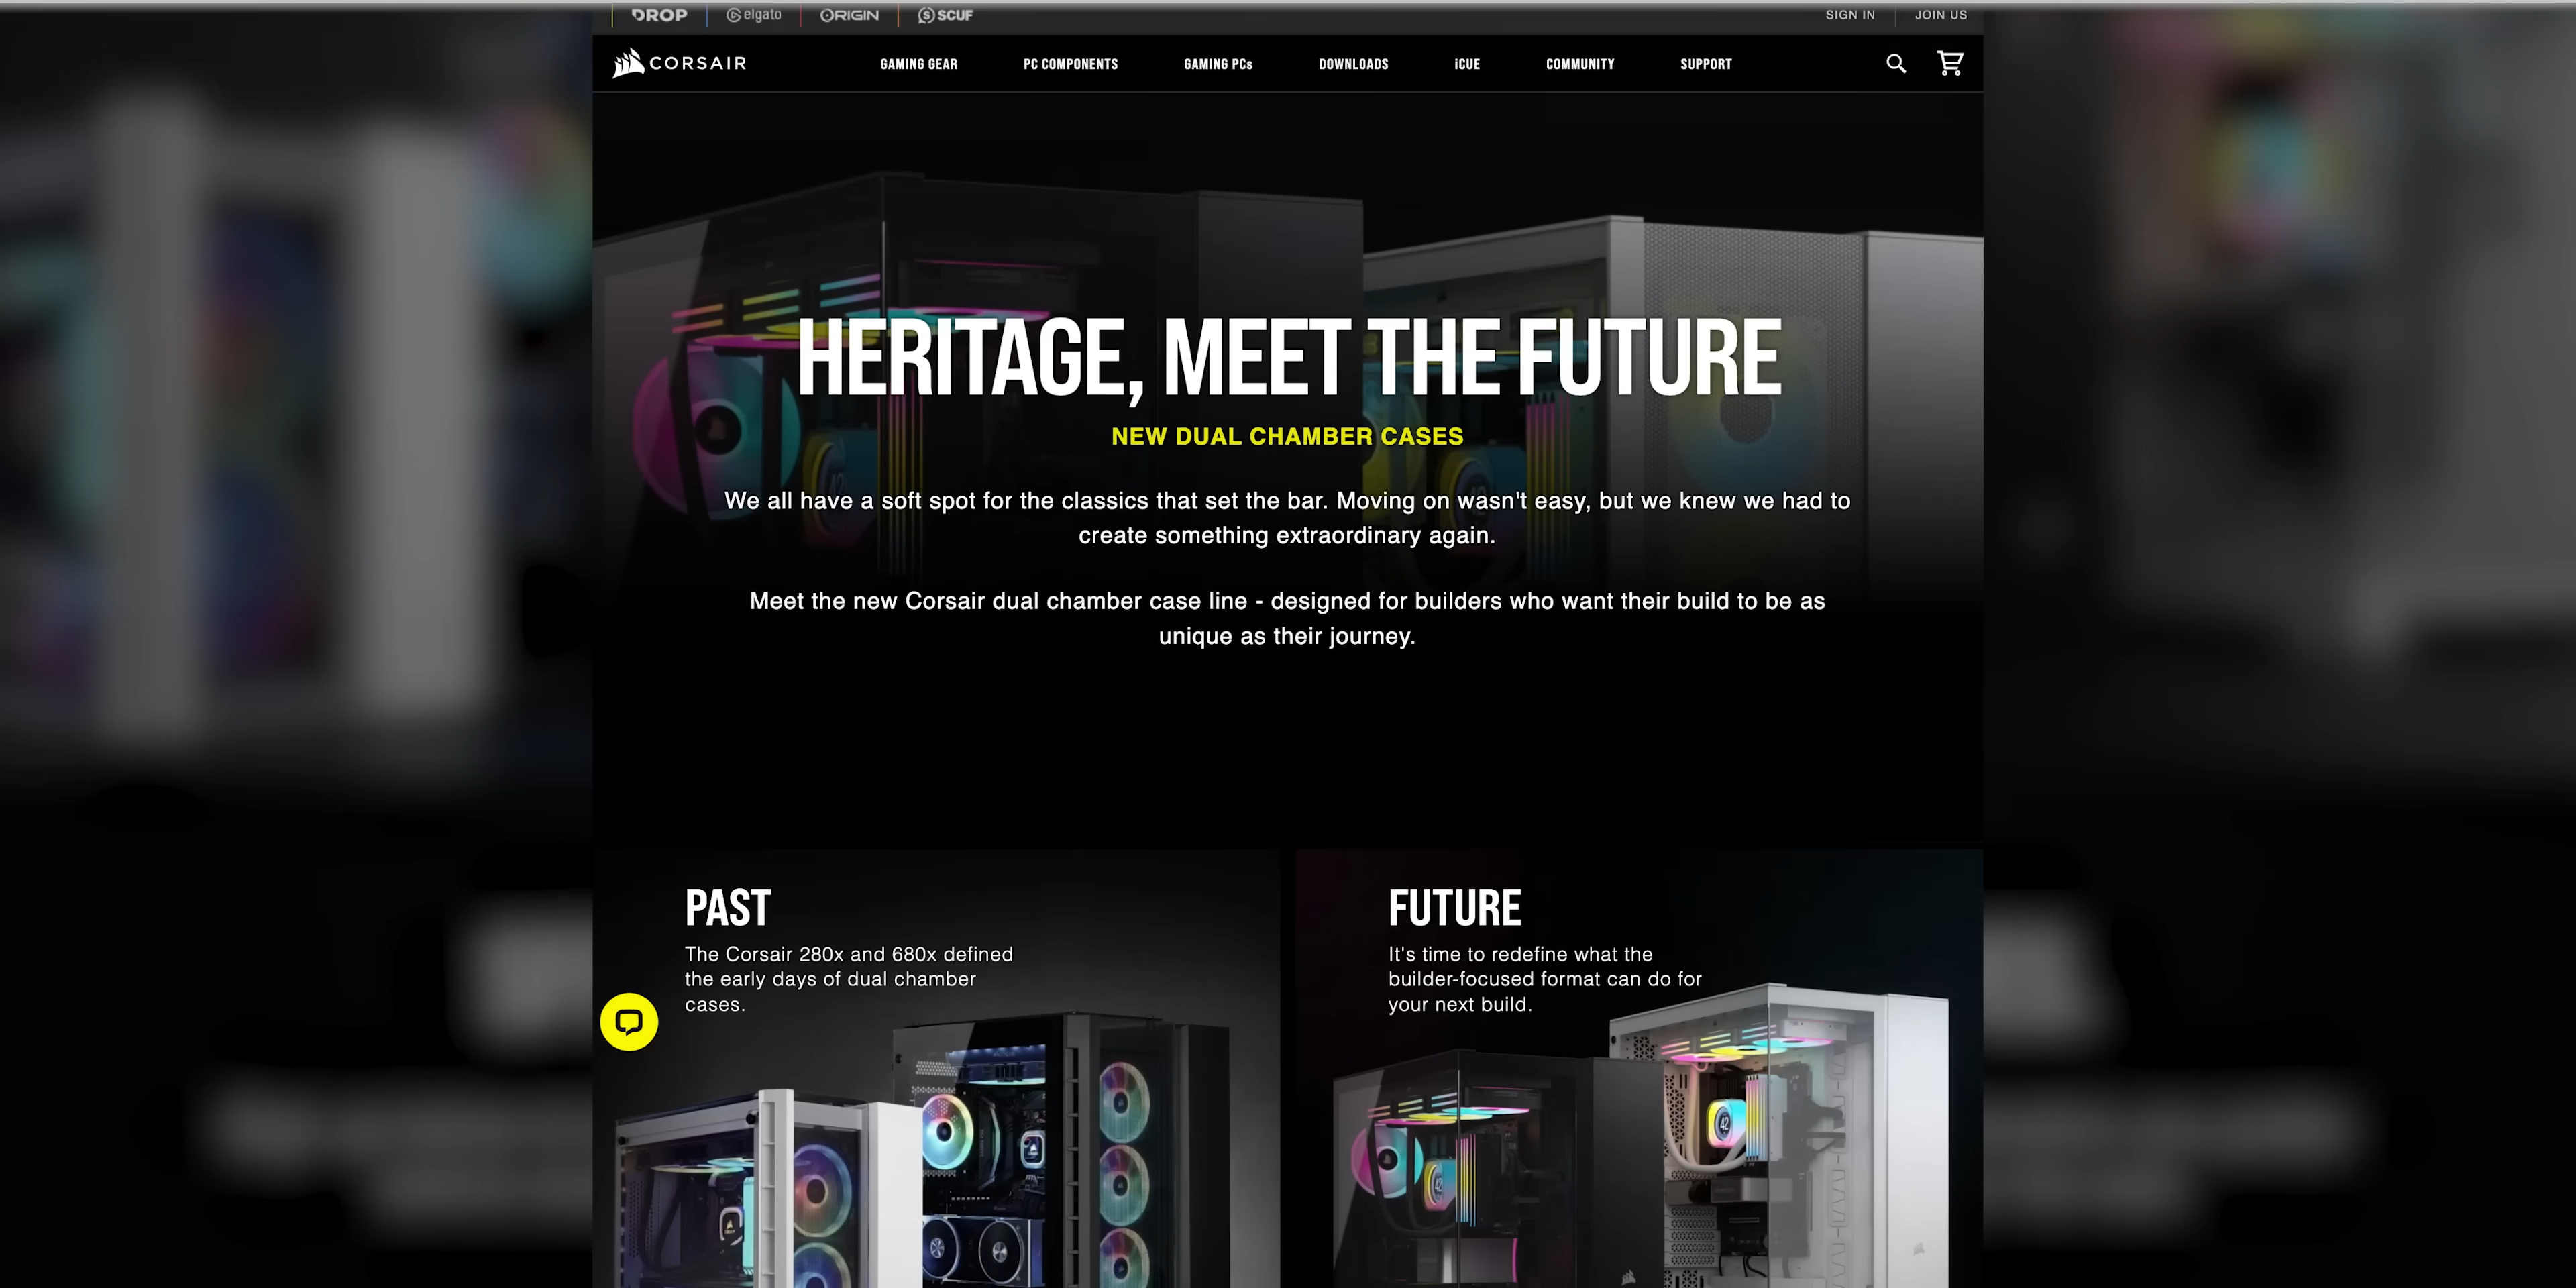 DROP elgato ORIGIN SCUF SIGN IN JOIN US
CORSAIR GAMING GEAR PC COMPONENTS GAMING PCs DOWNLOADS iCUE COMMUNITY SUPPORT
HERITAGE, MEET THE FUTURE
NEW DUAL CHAMBER CASES
We all have a soft spot for the classics that set the bar. Moving on wasn't easy, but we knew we had to
create something extraordinary again.
Meet the new Corsair dual chamber case line - designed for builders who want their build to be as
unique as their journey.
PAST
The Corsair 280x and 680x defined
the early days of dual chamber
cases.
FUTURE
It's time to redefine what the
builder-focused format can do for
your next build.
42
42